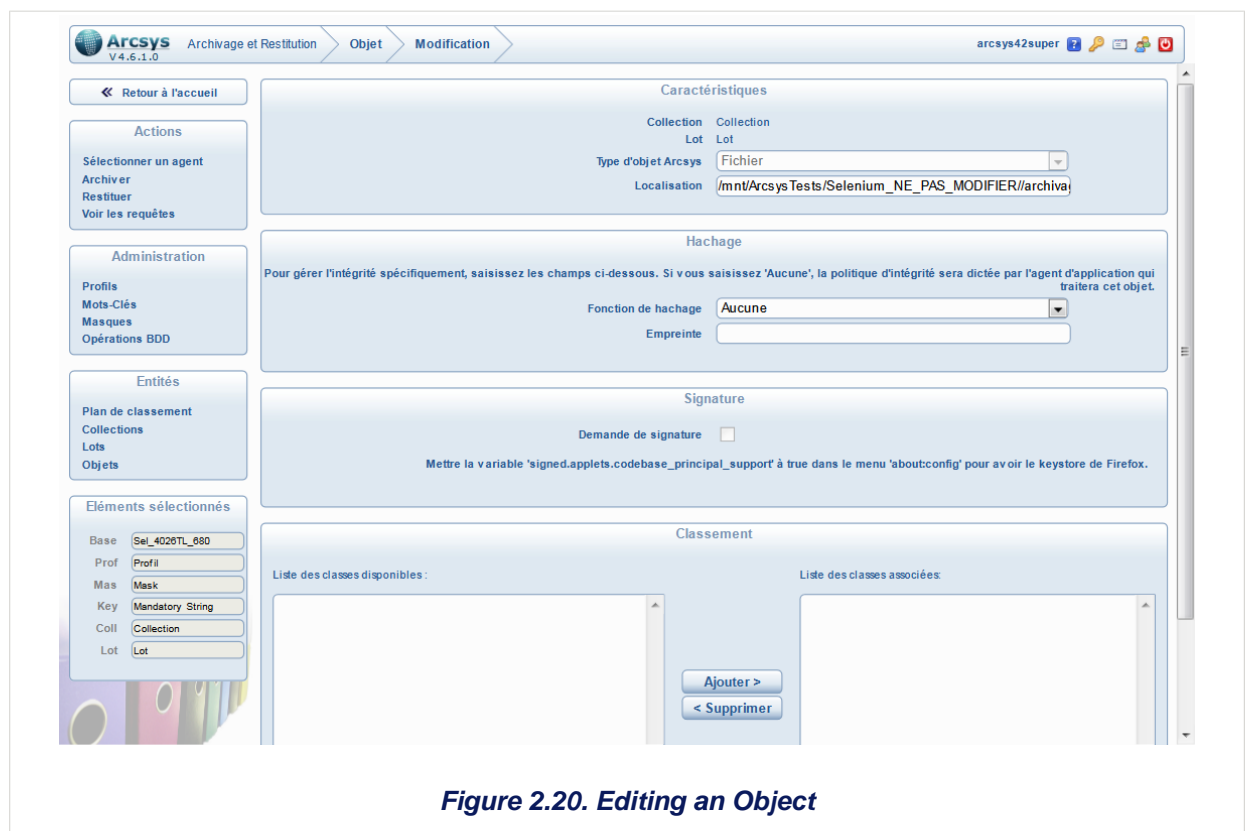 Arcsys V4.6.1.0 Archivage et Restitution Objet Modification arcsys42super
Retour à l'accueil
Actions
Sélectionner un agent
Archiver
Restituer
Voir les requêtes
Administration
Profils
Mots-Clés
Masques
Opérations BDD
Entités
Plan de classement
Collections
Lots
Objets
Eléments sélectionnés
Base Sel_4026TL_680
Prof Profil
Mas Mask
Key Mandatory String
Coll Collection
Lot Lot
Caractéristiques
Collection Collection
Lot Lot
Type d'objet Arcsys Fichier
Localisation /mnt/ArcsysTests/Selenium_NE_PAS_MODIFIER//archiva
Hachage
Pour gérer l'intégrité spécifiquement, saisissez les champs ci-dessous. Si vous saisissez 'Aucune', la politique d'intégrité sera dictée par l'agent d'application qui
traitera cet objet.
Fonction de hachage Aucune
Empreinte
Signature
Demande de signature
Mettre la variable 'signed.applets.codebase_principal_support' à true dans le menu 'about:config' pour avoir le keystore de Firefox.
Classement
Liste des classes disponibles : Liste des classes associées:
Ajouter >
< Supprimer
Figure 2.20. Editing an Object